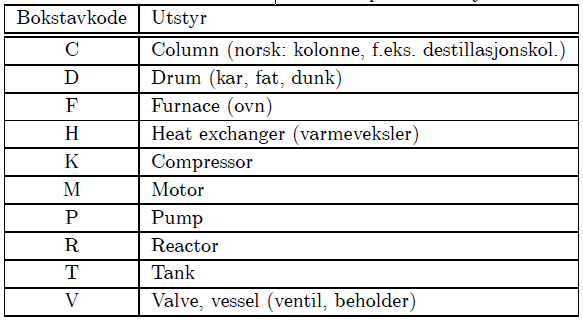 Bokstavkode Utstyr
C Column (norsk: kolonne, f.eks. destillasjonskol.)
D Drum (kar, fat, dunk)
F Furnace (ovn)
H Heat exchanger (varmeveksler)
K Compressor
M Motor
P Pump
R Reactor
T Tank
V Valve, vessel (ventil, beholder)